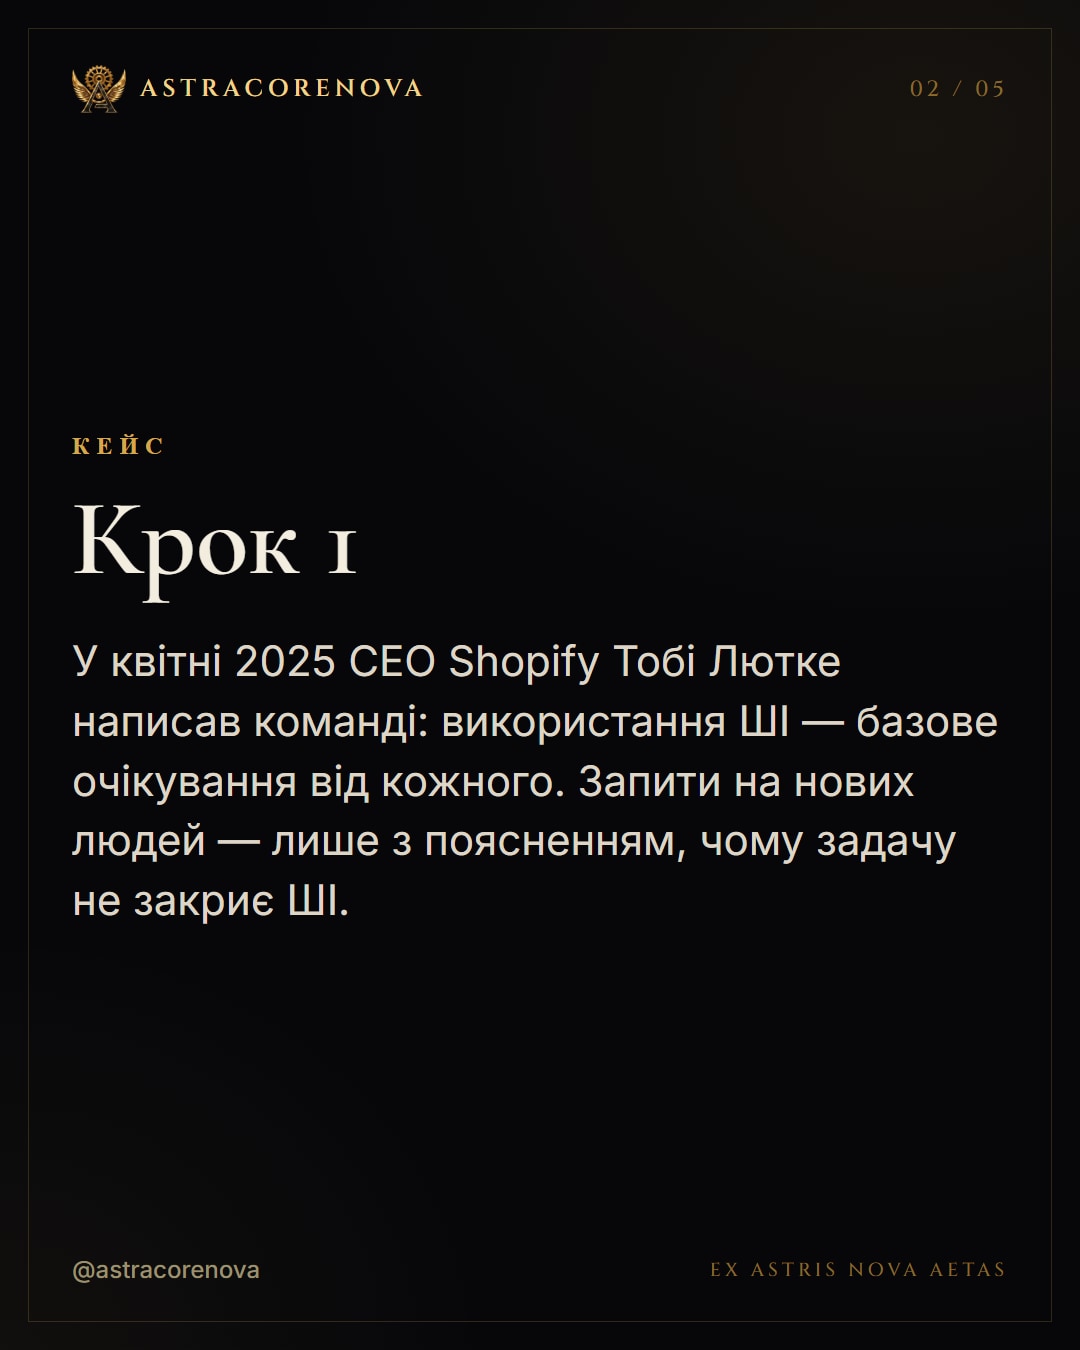 ASTRACORENOVA
02 / 05
КЕЙС
Крок 1
У квітні 2025 CEO Shopify Тобі Лютке
написав команді: використання ШІ — базове
очікування від кожного. Запити на нових
людей — лише з поясненням, чому задачу
не закриє ШІ.
@astracorenova
EX ASTRIS NOVA AETAS